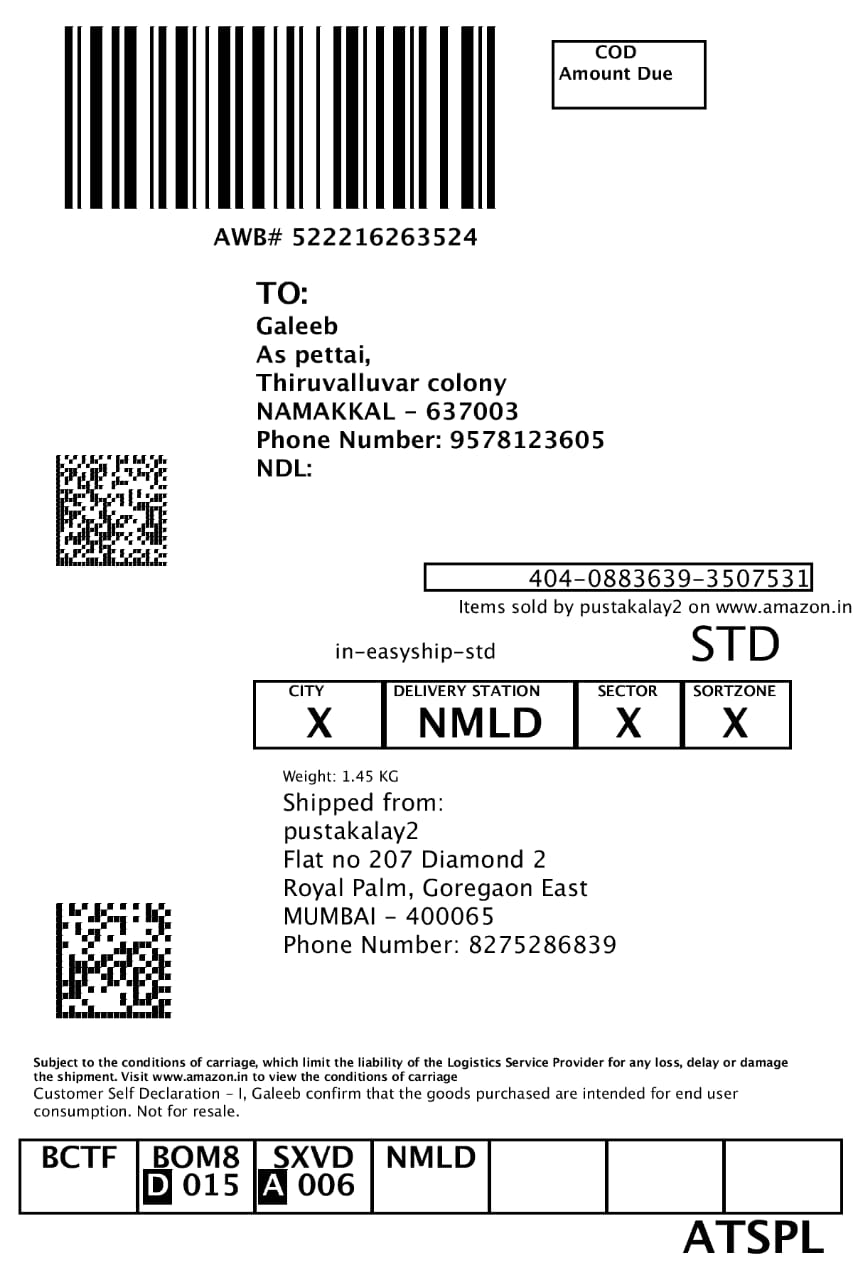 COD
Amount Due
AWB# 522216263524
TO:
Galeeb
As pettai,
Thiruvalluvar colony
NAMAKKAL - 637003
Phone Number: 9578123605
NDL:
404-0883639-3507531
Items sold by pustakalay2 on www.amazon.in
in-easyship-std STD
CITY DELIVERY STATION SECTOR SORTZONE
X NMLD X X
Weight: 1.45 KG
Shipped from:
pustakalay2
Flat no 207 Diamond 2
Royal Palm, Goregaon East
MUMBAI - 400065
Phone Number: 8275286839
Subject to the conditions of carriage, which limit the liability of the Logistics Service Provider for any loss, delay or damage
the shipment. Visit www.amazon.in to view the conditions of carriage
Customer Self Declaration - I, Galeeb confirm that the goods purchased are intended for end user
consumption. Not for resale.
BCTF BOM8 SXVD NMLD
D 015 A 006
ATSPL